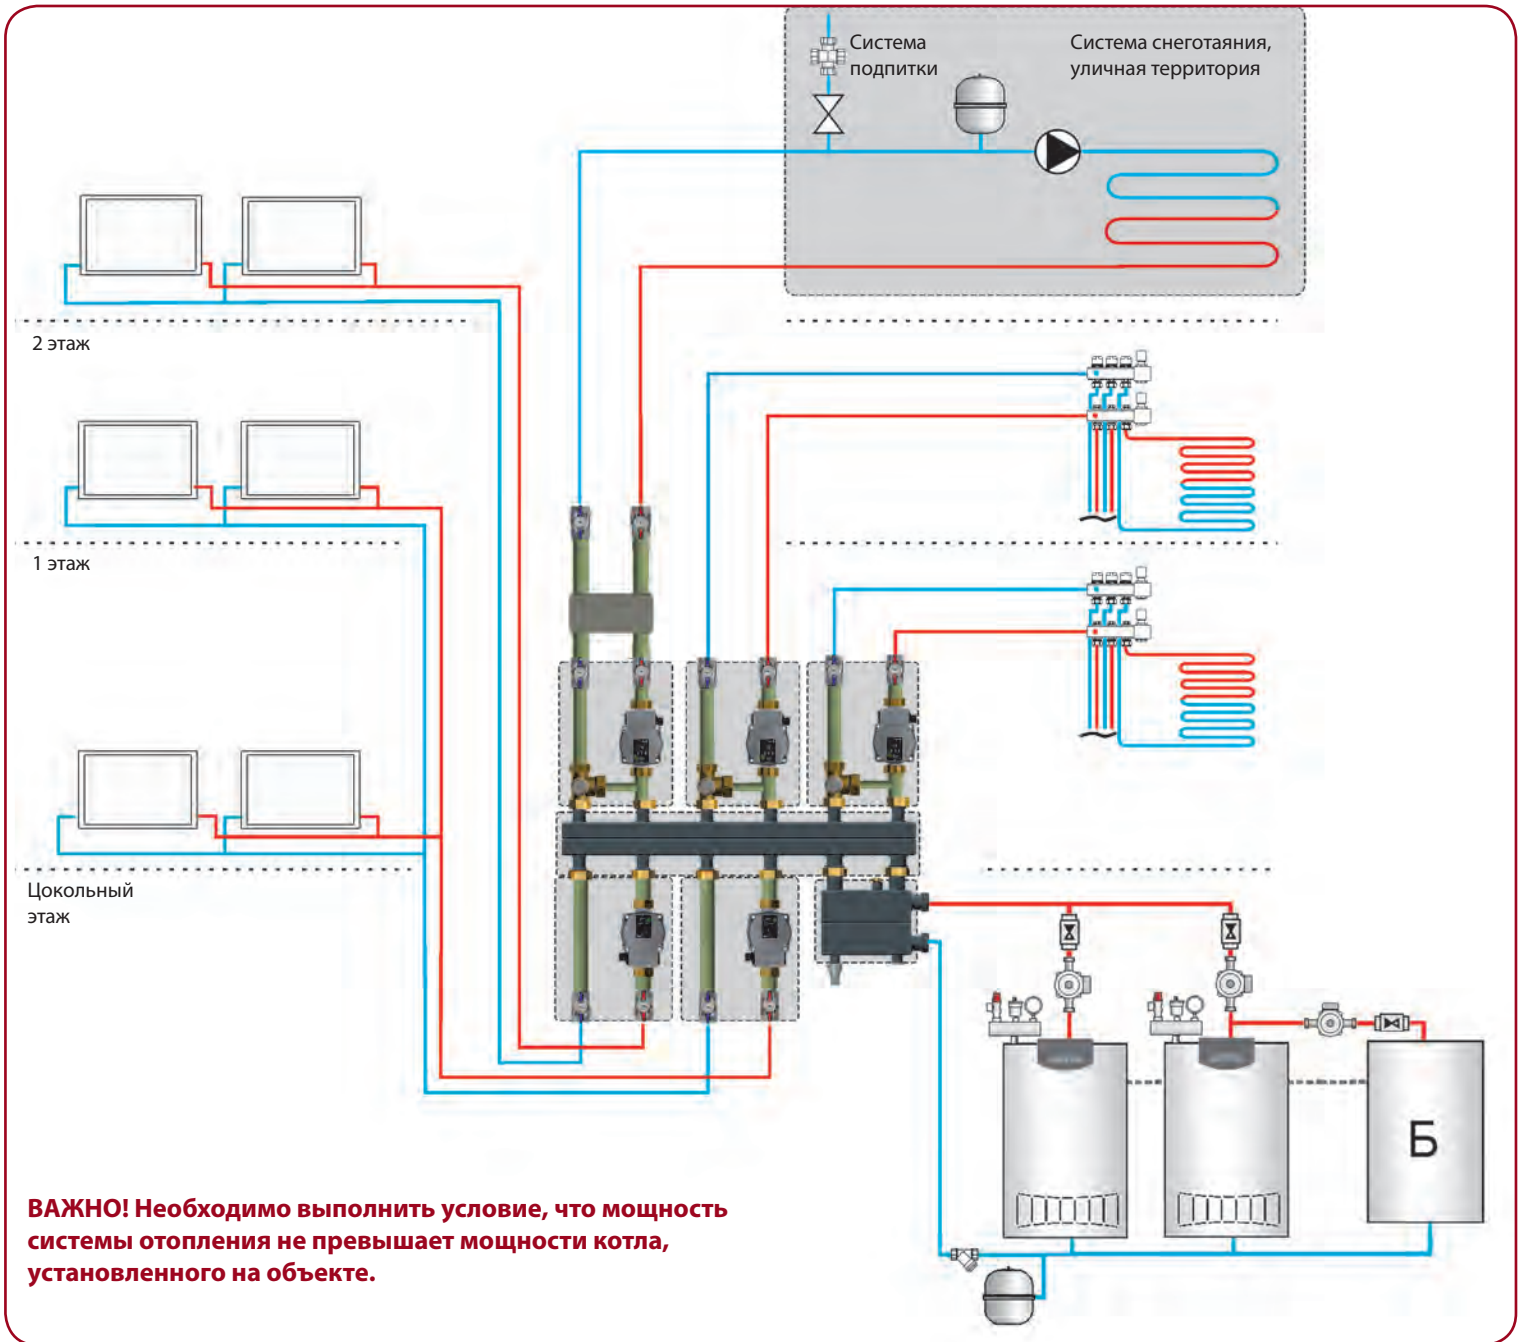 Система
подпитки
Система снеготаяния,
уличная территория
2 этаж
1 этаж
Цокольный
этаж
Б
ВАЖНО! Необходимо выполнить условие, что мощность
системы отопления не превышает мощности котла,
установленного на объекте.